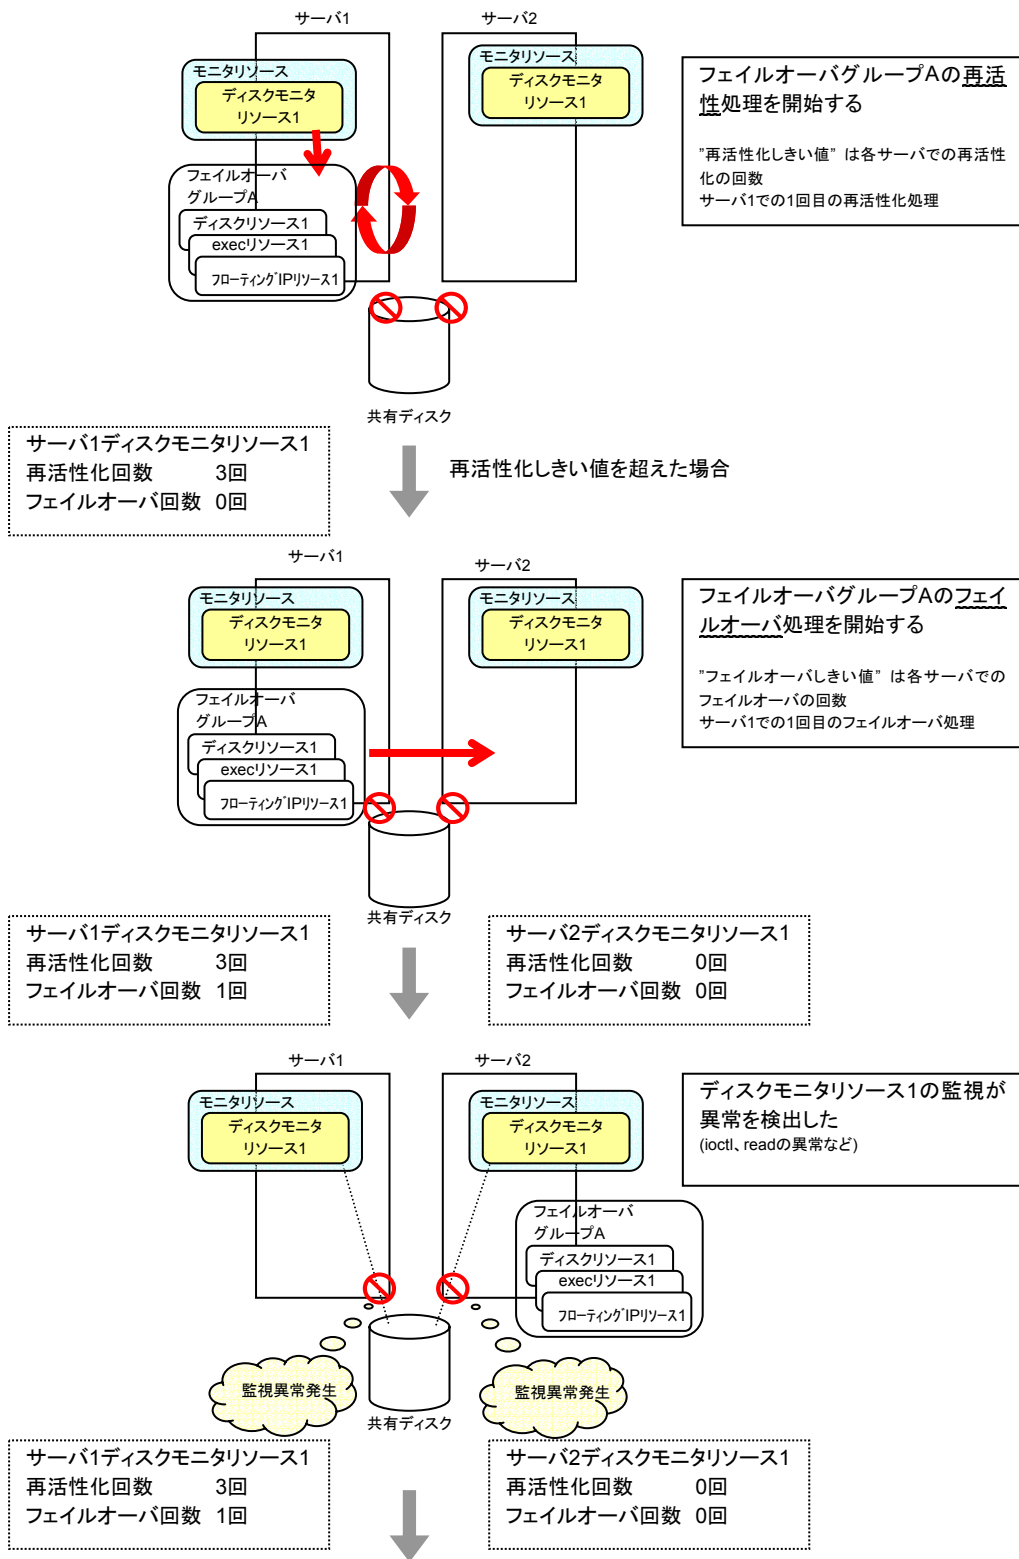 サーバ1
サーバ2
モニタリソース
ディスクモニタ
リソース1
フェイルオーバ
グループA
ディスクリソース1
execリソース1
フローティングIPリソース1
ディスクモニタ
リソース1
共有ディスク
フェイルオーバグループAの再活
性処理を開始する
"再活性化しきい値" は各サーバでの再活性
化の回数
サーバ1での1回目の再活性化処理
モニタリソース
サーバ1ディスクモニタリソース1
再活性化回数 3回
フェイルオーバ回数 0回
再活性化しきい値を超えた場合
サーバ1
サーバ2
モニタリソース
ディスクモニタ
リソース1
フェイルオーバ
グループA
ディスクリソース1
execリソース1
フローティングIPリソース1
モニタリソース
ディスクモニタ
リソース1
共有ディスク
フェイルオーバグループAのフェイ
ルオーバ処理を開始する
"フェイルオーバしきい値" は各サーバでの
フェイルオーバの回数
サーバ1での1回目のフェイルオーバ処理
サーバ1ディスクモニタリソース1
再活性化回数 3回
フェイルオーバ回数 1回
サーバ2ディスクモニタリソース1
再活性化回数 0回
フェイルオーバ回数 0回
サーバ1
サーバ2
モニタリソース
ディスクモニタ
リソース1
モニタリソース
ディスクモニタ
リソース1
フェイルオーバ
グループA
ディスクリソース1
execリソース1
フローティングIPリソース1
監視異常発生
監視異常発生
共有ディスク
ディスクモニタリソース1の監視が
異常を検出した
(ioctl、readの異常など)
サーバ1ディスクモニタリソース1
再活性化回数 3回
フェイルオーバ回数 1回
サーバ2ディスクモニタリソース1
再活性化回数 0回
フェイルオーバ回数 0回